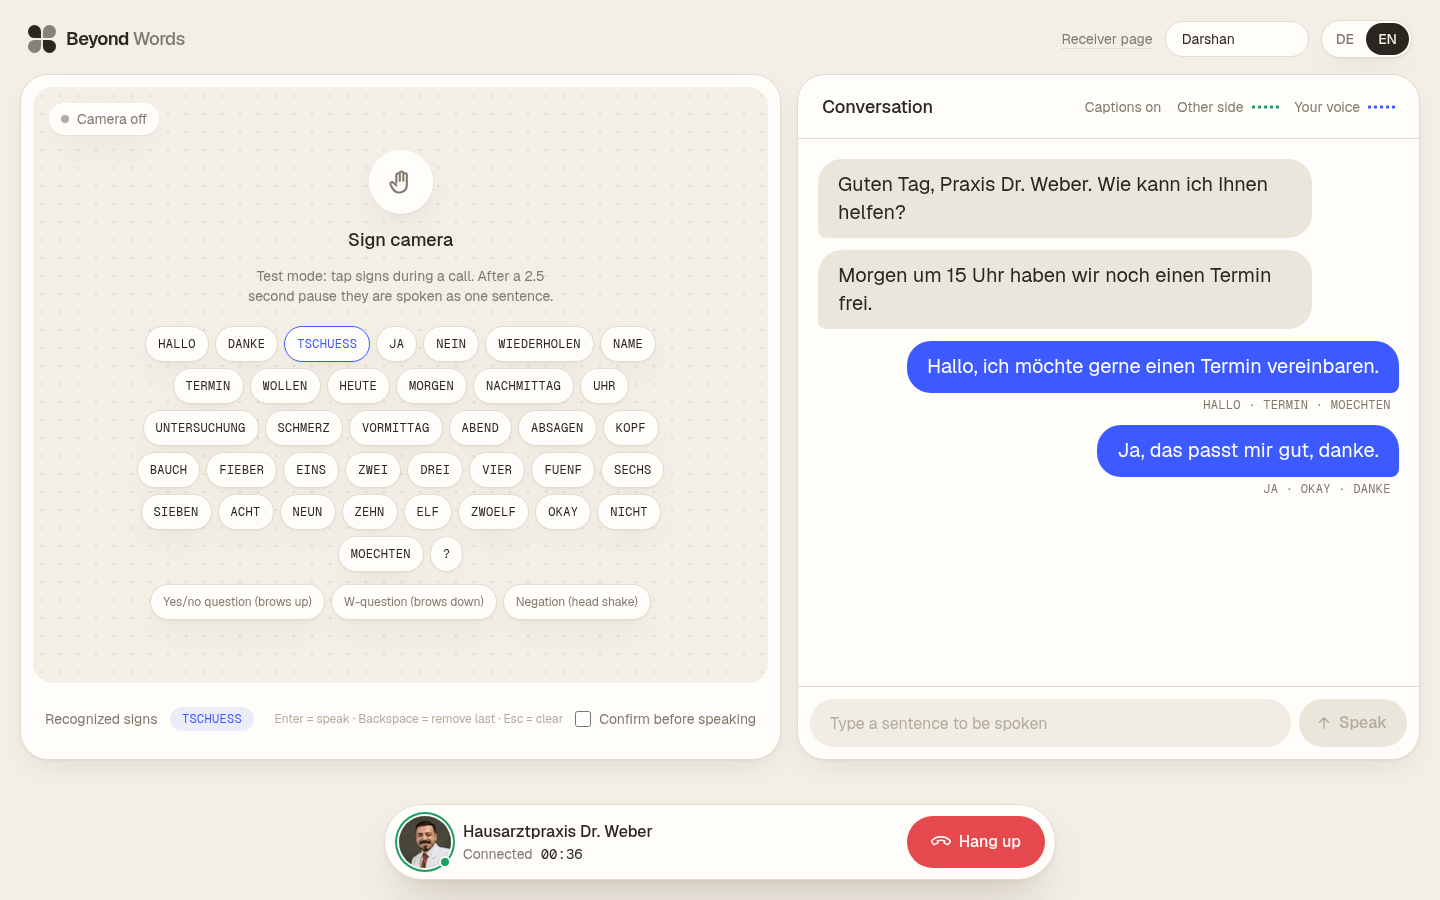 Beyond Words
Receiver page
Darshan
DE
EN
Camera off
Sign camera
Test mode: tap signs during a call. After a 2.5
second pause they are spoken as one sentence.
HALLO
DANKE
TSCHUESS
JA
NEIN
WIEDERHOLEN
NAME
TERMIN
WOLLEN
HEUTE
MORGEN
NACHMITTAG
UHR
UNTERSUCHUNG
SCHMERZ
VORMITTAG
ABEND
ABSAGEN
KOPF
BAUCH
FIEBER
EINS
ZWEI
DREI
VIER
FUENF
SECHS
SIEBEN
ACHT
NEUN
ZEHN
ELF
ZWOELF
OKAY
NICHT
MOECHTEN
?
Yes/no question (brows up)
W-question (brows down)
Negation (head shake)
Recognized signs
TSCHUESS
Enter = speak · Backspace = remove last · Esc = clear
Confirm before speaking
Conversation
Captions on
Other side
Your voice
Guten Tag, Praxis Dr. Weber. Wie kann ich Ihnen
helfen?
Morgen um 15 Uhr haben wir noch einen Termin
frei.
Hallo, ich möchte gerne einen Termin vereinbaren.
HALLO · TERMIN · MOECHTEN
Ja, das passt mir gut, danke.
JA · OKAY · DANKE
Type a sentence to be spoken
Speak
Hausarztpraxis Dr. Weber
Connected 00:36
Hang up